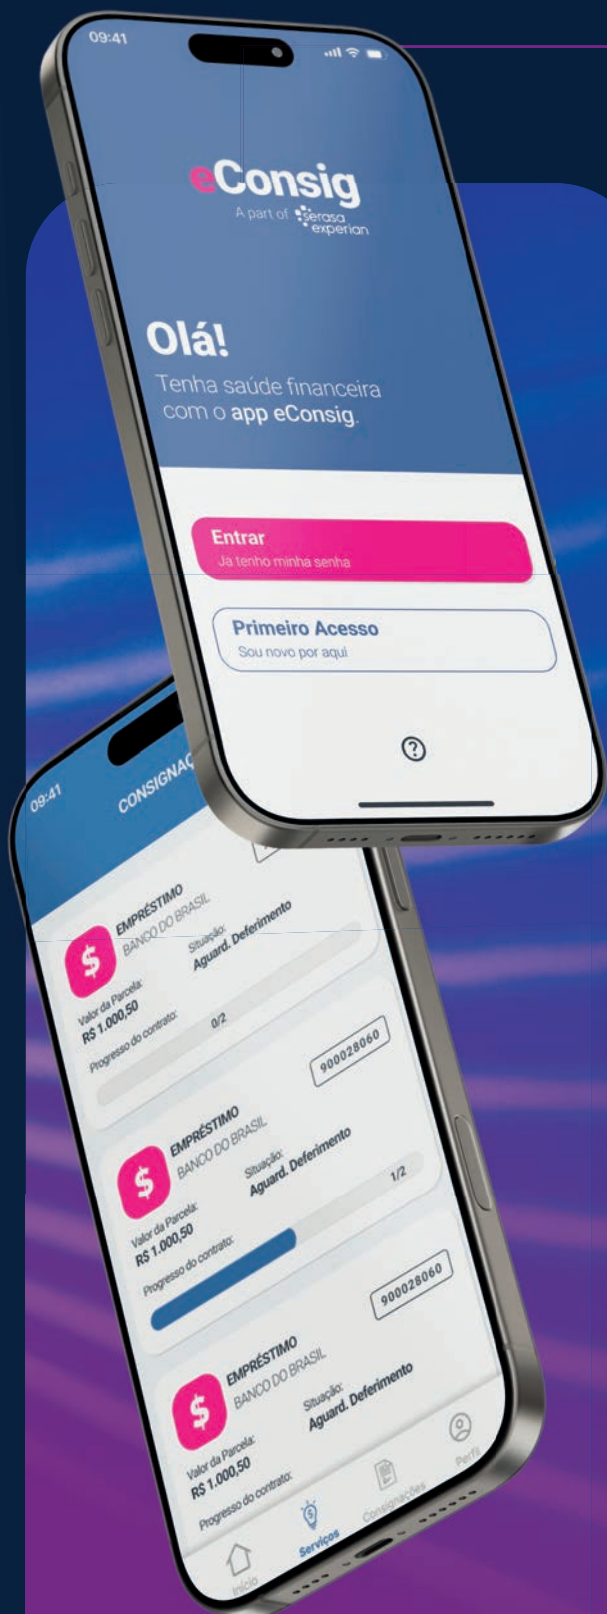 09:41
eConsig
A part of serasa
experian
Olá!
Tenha saúde financeira
com o app eConsig.
Entrar
Ja tenho minha senha
Primeiro Acesso
Sou novo por aqui
?
09:41
$
EMPRÉSTIMO
BANCO DO BRASIL
Valor da Parcela:
R$ 1.000,50
Situação:
Aguard. Deferimento
Progresso do contrato:
0/2
900028060
$
EMPRÉSTIMO
BANCO DO BRASIL
Valor da Parcela:
R$ 1.000,50
Situação:
Aguard. Deferimento
Progresso do contrato:
1/2
900028060
$
EMPRÉSTIMO
BANCO DO BRASIL
Valor da Parcela:
R$ 1.000,50
Situação:
Aguard. Deferimento
Progresso do contrato:
Início
Serviços
Consignações
Perfil